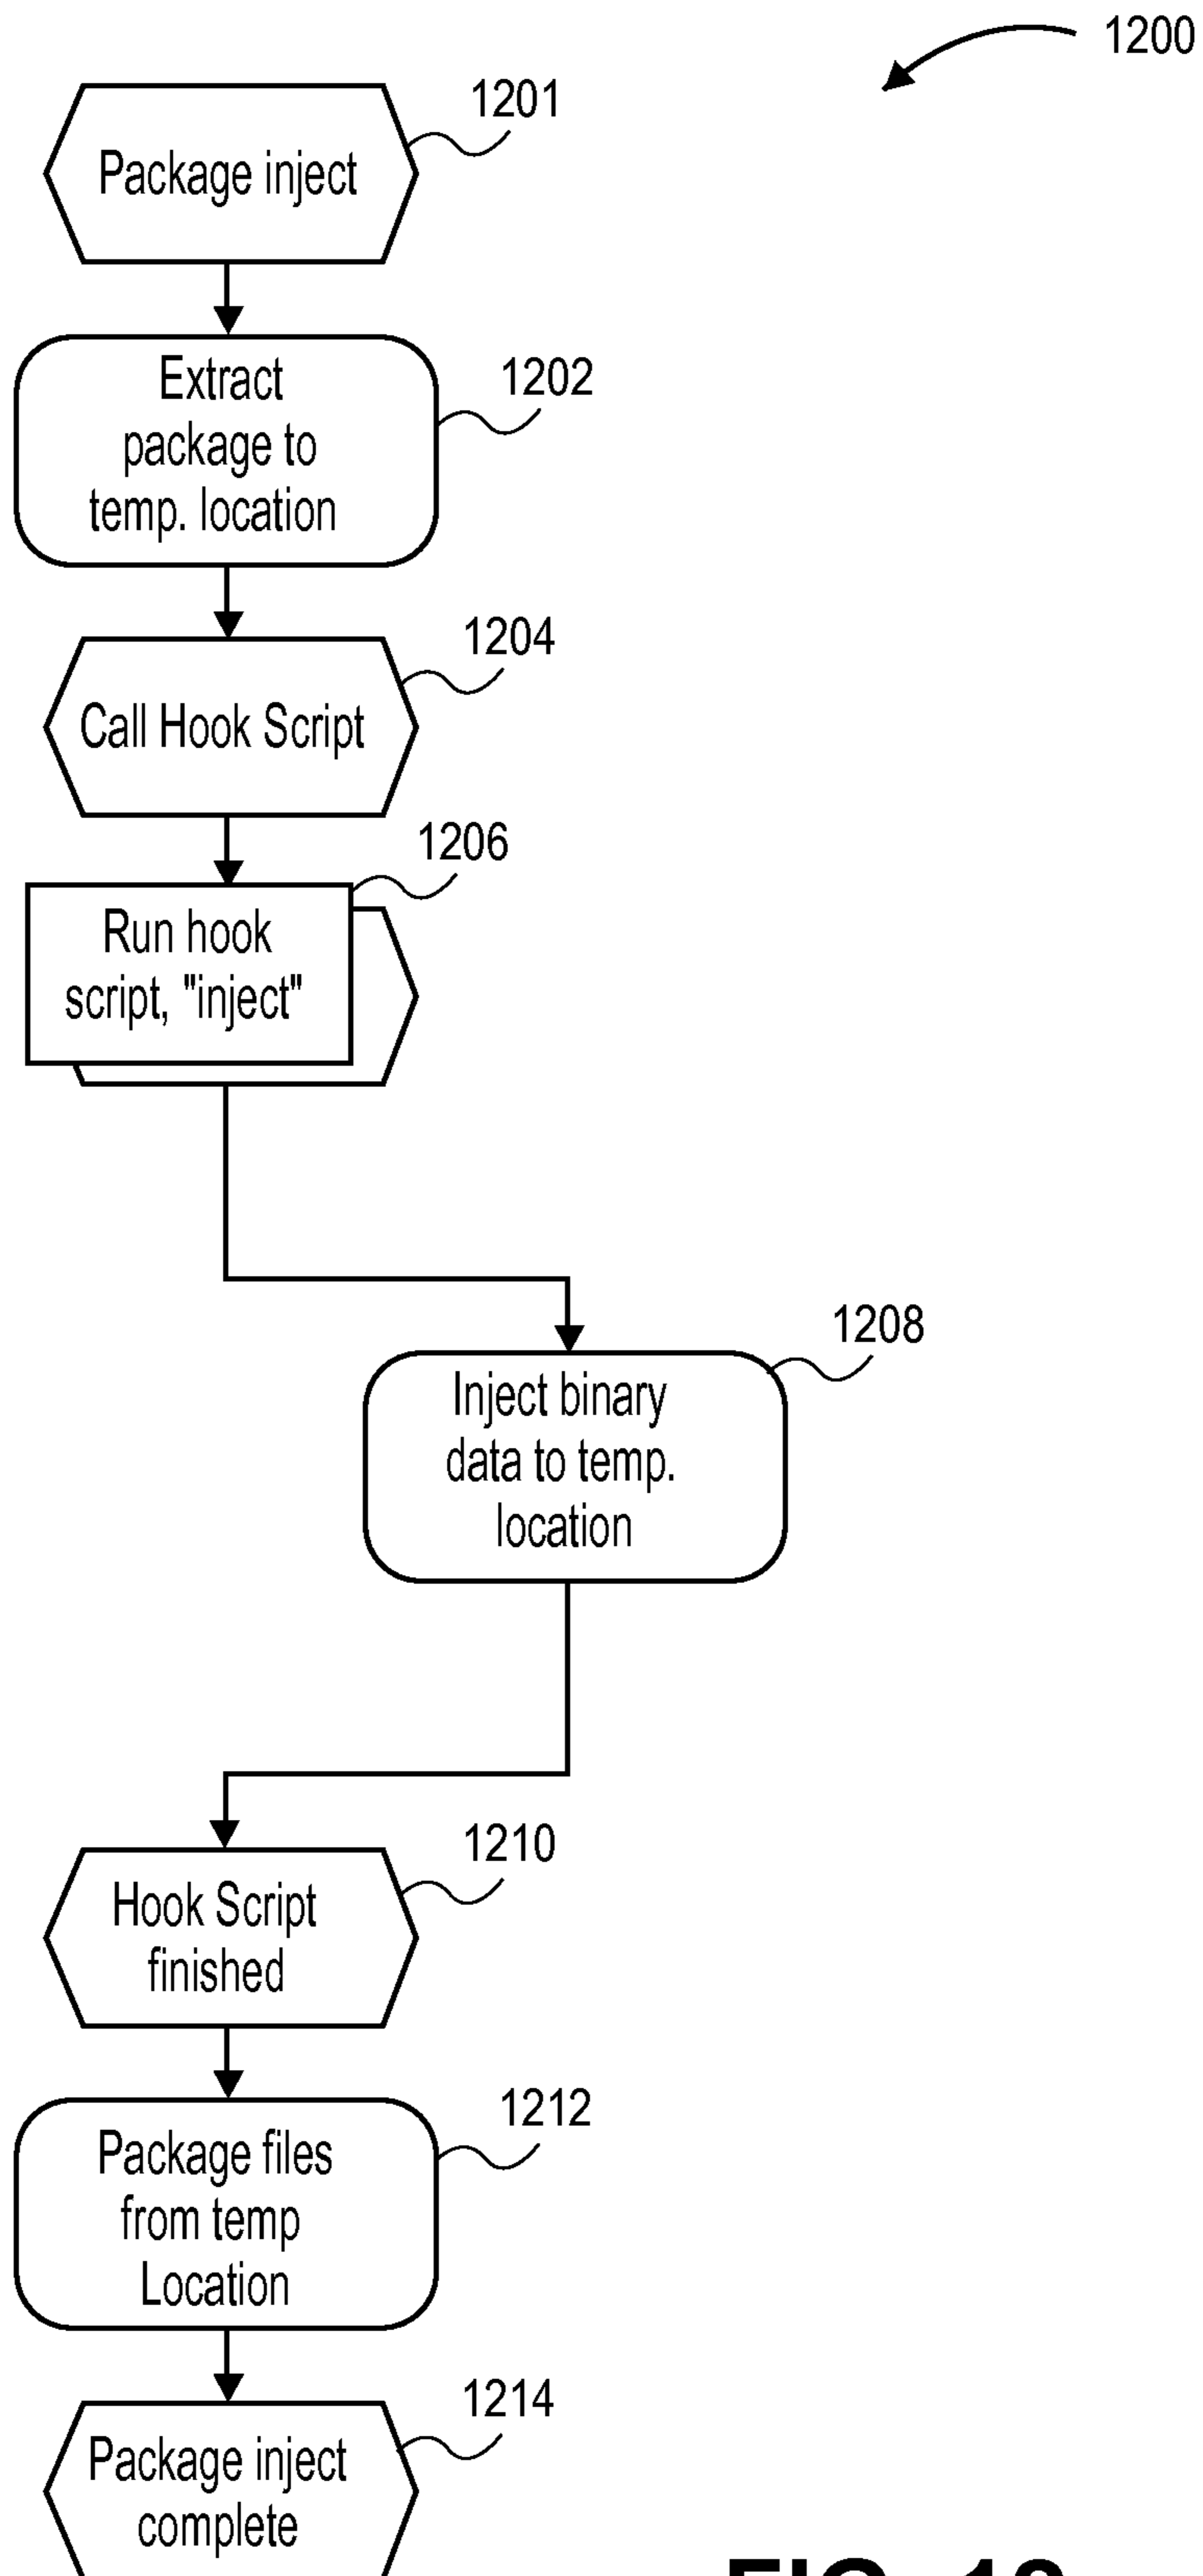 1200
1201
Package inject
1202
Extract
package to
temp. location
1204
Call Hook Script
1206
Run hook
script, "inject"
1208
Inject binary
data to temp.
location
1210
Hook Script
finished
1212
Package files
from temp
Location
1214
Package inject
complete